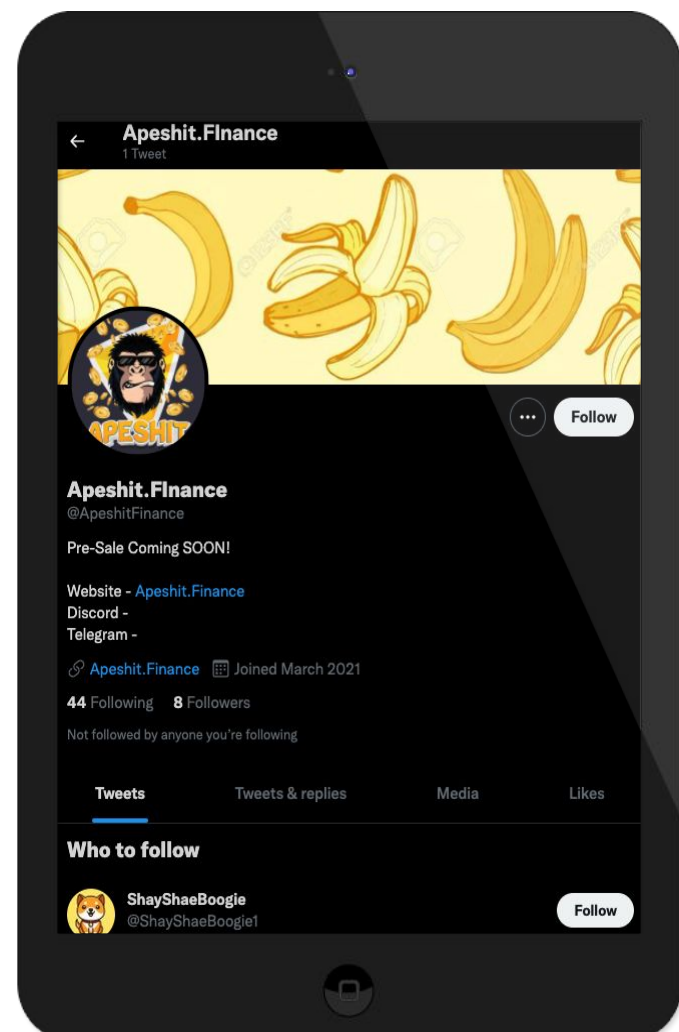 Apeshit.FInance
1 Tweet
APESHIT
Follow
Apeshit.FInance
@ApeshitFinance
Pre-Sale Coming SOON!
Website - Apeshit.Finance
Discord -
Telegram -
Apeshit.Finance Joined March 2021
44 Following 8 Followers
Not followed by anyone you're following
Tweets Tweets & replies Media Likes
Who to follow
ShayShaeBoogie
@ShayShaeBoogie1
Follow